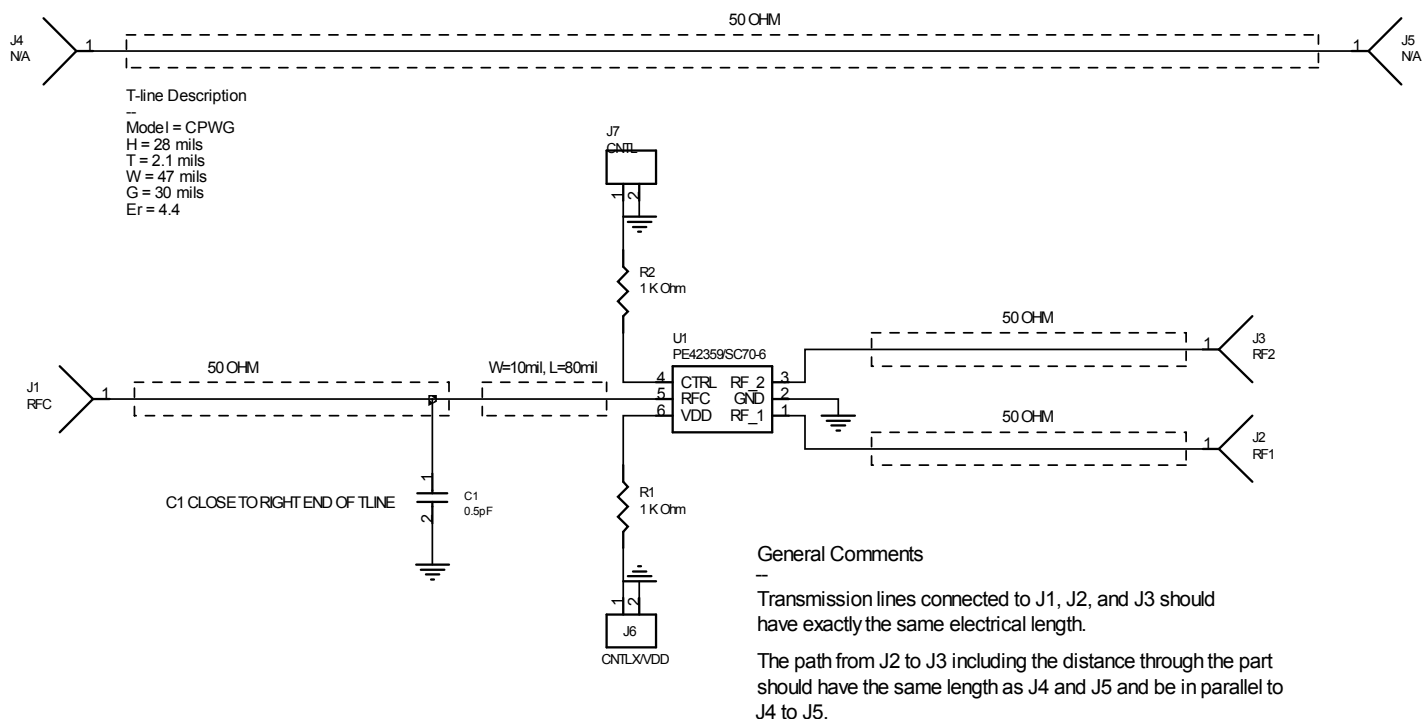 50 OHM
J4
N/A
1
1
J5
N/A
T-line Description
--
Model = CPWG
H = 28 mils
T = 2.1 mils
W = 47 mils
G = 30 mils
Er = 4.4
J7
CNTL
1
2
R2
1 K Ohm
U1
PE42359/SC70-6
50 OHM
J3
RF2
1
J1
RFC
1
50 OHM
W=10mil, L=80mil
4
5
6
CTRL
RFC
VDD
RF_2
GND
RF_1
3
2
1
50 OHM
1
J2
RF1
C1 CLOSE TO RIGHT END OF TLINE
1
2
C1
0.5pF
R1
1 K Ohm
1
2
J6
CNTLX/VDD
General Comments
--
Transmission lines connected to J1, J2, and J3 should
have exactly the same electrical length.
The path from J2 to J3 including the distance through the part
should have the same length as J4 and J5 and be in parallel to
J4 to J5.